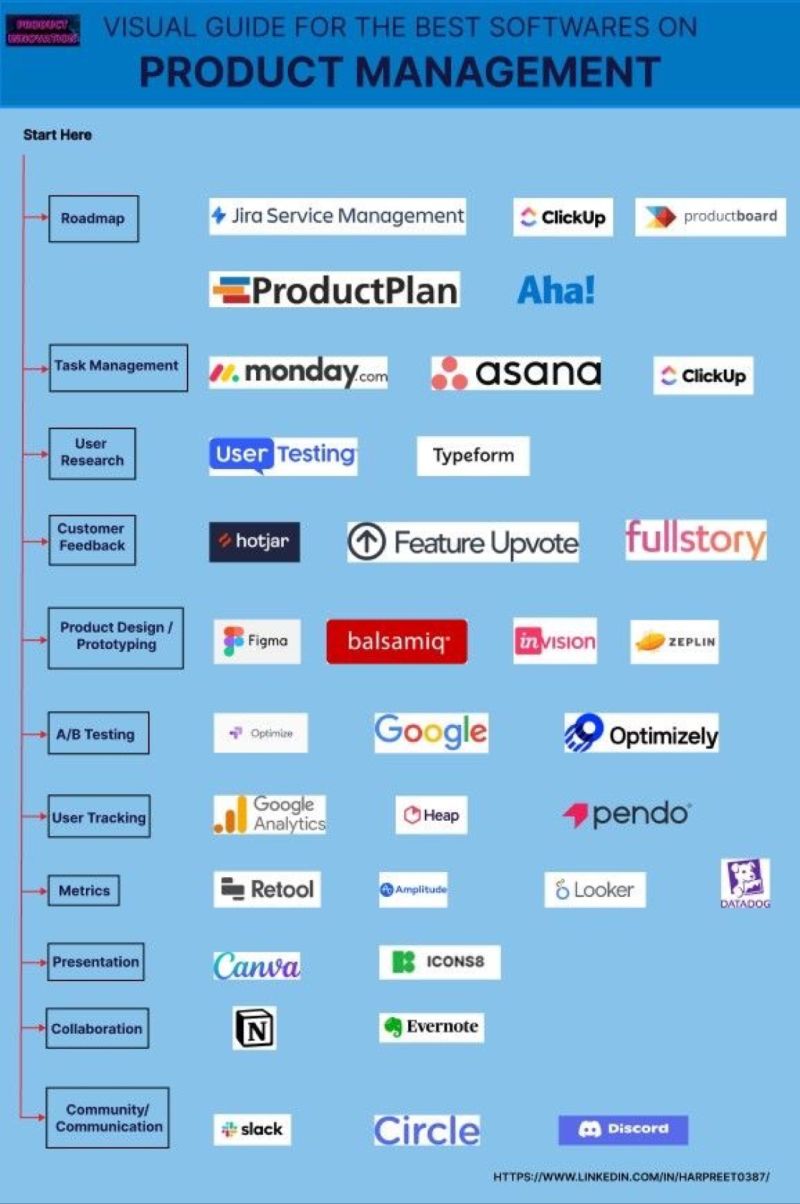 PRODUCT
INNOVATION
VISUAL GUIDE FOR THE BEST SOFTWARES ON
PRODUCT MANAGEMENT
Start Here
Roadmap
Jira Service Management
ClickUp
productboard
ProductPlan
Aha!
Task Management
monday.com
asana
ClickUp
User
Research
UserTesting
Typeform
Customer
Feedback
hotjar
Feature Upvote
fullstory
Product Design /
Prototyping
Figma
balsamiq
inVISION
ZEPLIN
A/B Testing
Optimize
Google
Optimizely
User Tracking
Google
Analytics
Heap
pendo
Metrics
Retool
Amplitude
Looker
DATADOG
Presentation
Canva
ICONS8
Collaboration
N
Evernote
Community/
Communication
slack
Circle
Discord
HTTPS://WWW.LINKEDIN.COM/IN/HARPREET0387/